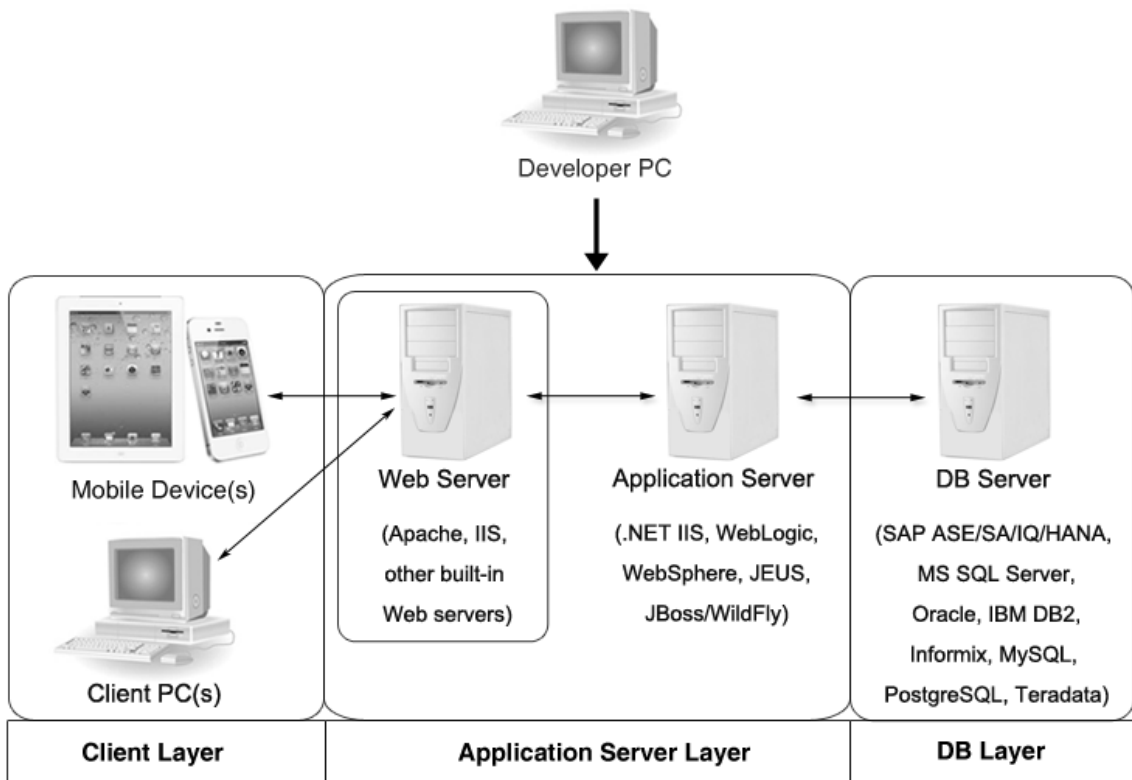 Developer PC
Mobile Device(s)
Client PC(s)
Web Server
(Apache, IIS,
other built-in
Web servers)
Application Server
(.NET IIS, WebLogic,
WebSphere, JEUS,
JBoss/WildFly)
DB Server
(SAP ASE/SA/IQ/HANA,
MS SQL Server,
Oracle, IBM DB2,
Informix, MySQL,
PostgreSQL, Teradata)
Client Layer
Application Server Layer
DB Layer